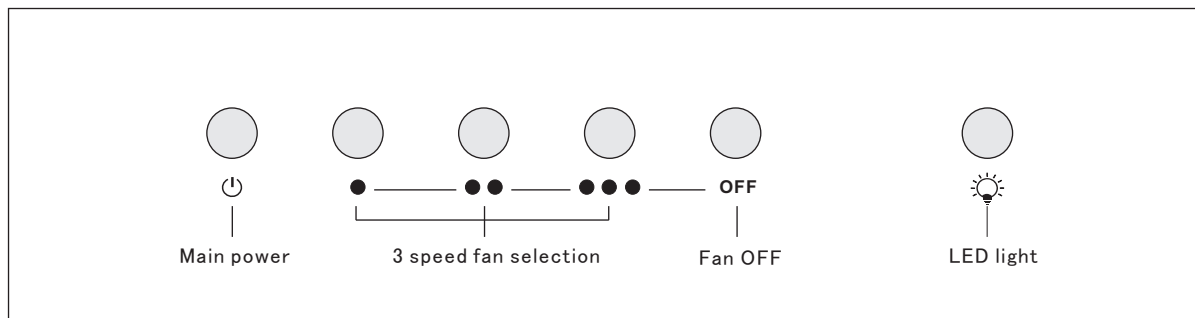 OFF
Main power
3 speed fan selection
Fan OFF
LED light